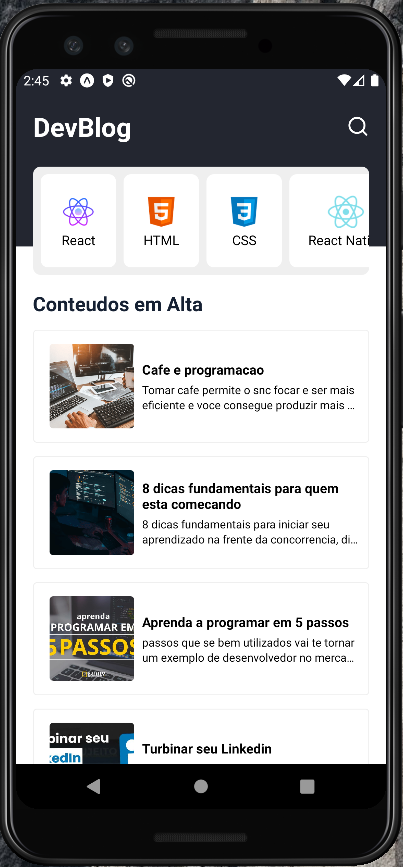 2:45
DevBlog
React
HTML
CSS
React Nati
Conteudos em Alta
Cafe e programacao
Tomar cafe permite o snc focar e ser mais
eficiente e voce consegue produzir mais ...
8 dicas fundamentais para quem
esta comecando
8 dicas fundamentais para iniciar seu
aprendizado na frente da concorrencia, di...
aprenda
PROGRAMAR EM
5 PASSOS
Aprenda a programar em 5 passos
passos que se bem utilizados vai te tornar
um exemplo de desenvolvedor no merca...
binar seu
kedIn
Turbinar seu Linkedin